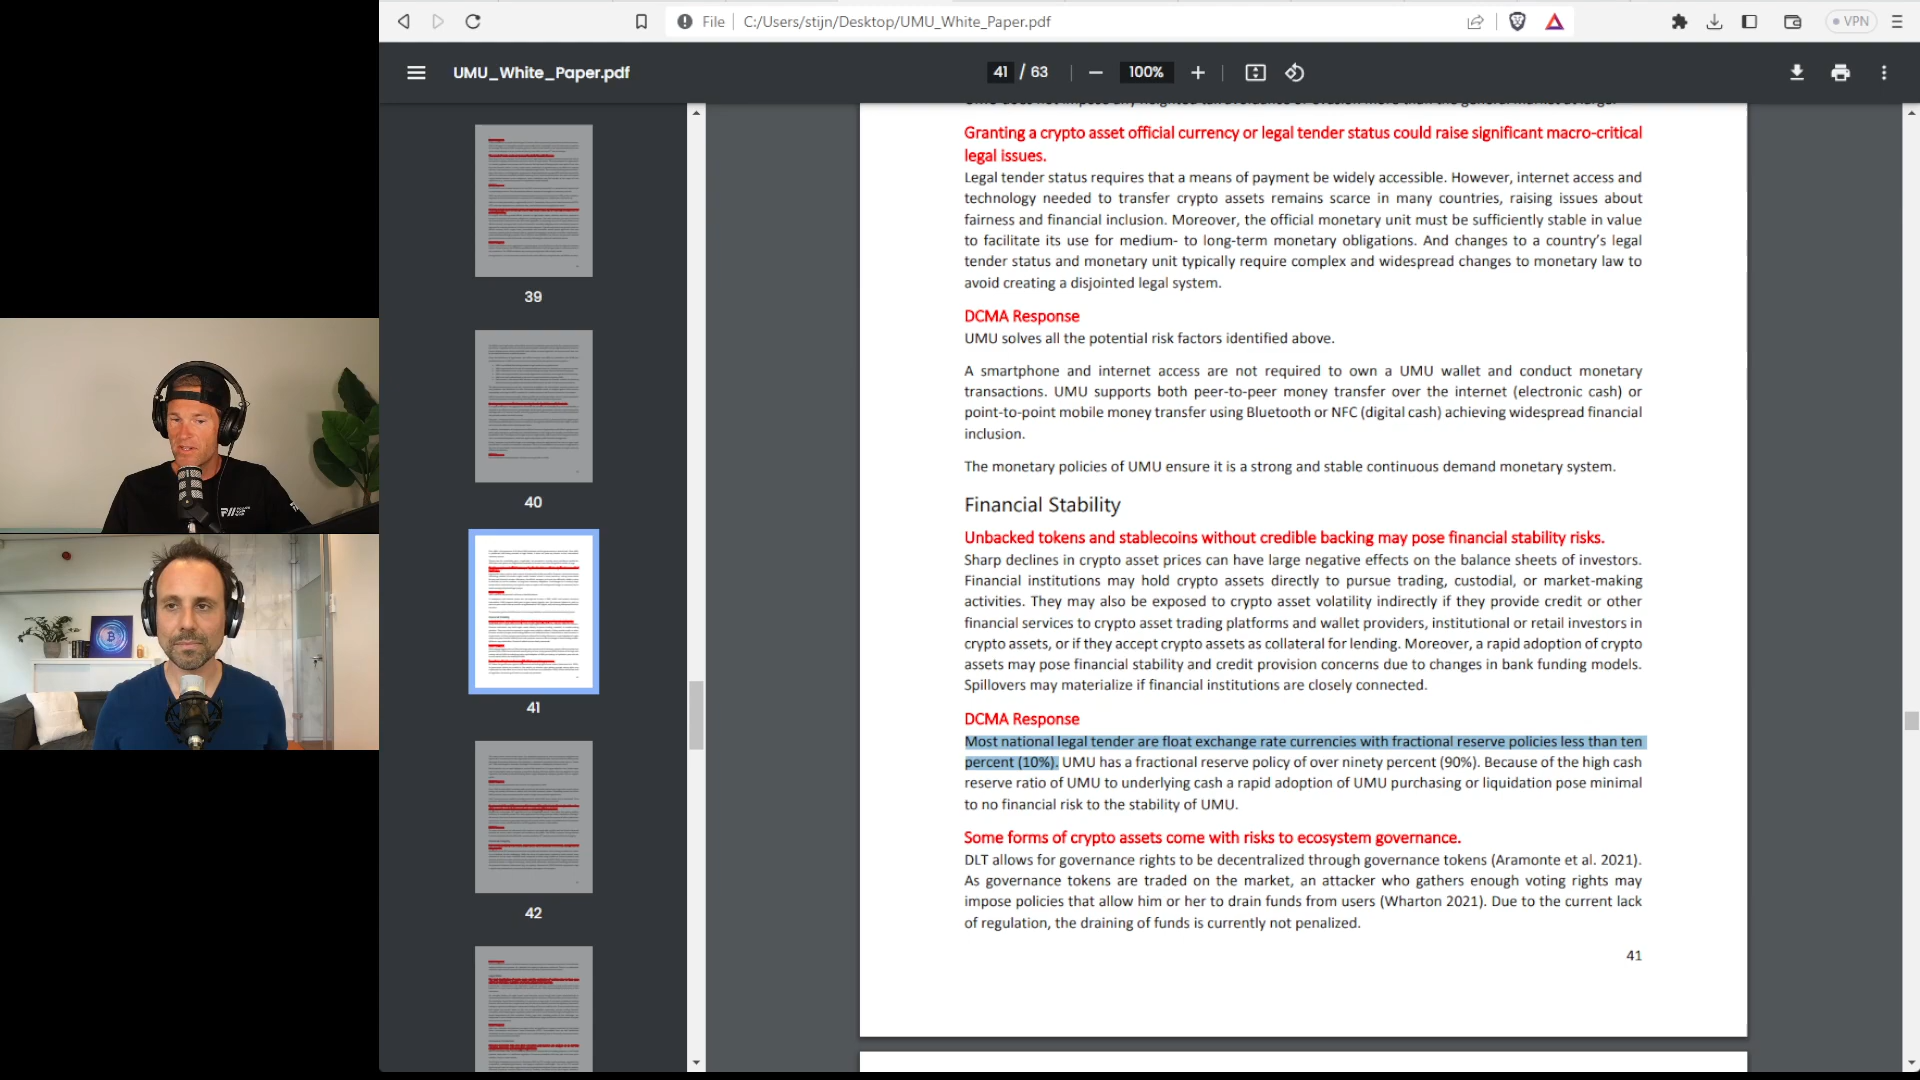 File
C:/Users/stijn/Desktop/UMU_White_Paper.pdf
VPN
UMU_White_Paper.pdf
41 / 63
100%
39
40
41
42
Granting a crypto asset official currency or legal tender status could raise significant macro-critical
legal issues.
Legal tender status requires that a means of payment be widely accessible. However, internet access and
technology needed to transfer crypto assets remains scarce in many countries, raising issues about
fairness and financial inclusion. Moreover, the official monetary unit must be sufficiently stable in value
to facilitate its use for medium- to long-term monetary obligations. And changes to a country's legal
tender status and monetary unit typically require complex and widespread changes to monetary law to
avoid creating a disjointed legal system.
DCMA Response
UMU solves all the potential risk factors identified above.
A smartphone and internet access are not required to own a UMU wallet and conduct monetary
transactions. UMU supports both peer-to-peer money transfer over the internet (electronic cash) or
point-to-point mobile money transfer using Bluetooth or NFC (digital cash) achieving widespread financial
inclusion.
The monetary policies of UMU ensure it is a strong and stable continuous demand monetary system.
Financial Stability
Unbacked tokens and stablecoins without credible backing may pose financial stability risks.
Sharp declines in crypto asset prices can have large negative effects on the balance sheets of investors.
Financial institutions may hold crypto assets directly to pursue trading, custodial, or market-making
activities. They may also be exposed to crypto asset volatility indirectly if they provide credit or other
financial services to crypto asset trading platforms and wallet providers, institutional or retail investors in
crypto assets, or if they accept crypto assets as collateral for lending. Moreover, a rapid adoption of crypto
assets may pose financial stability and credit provision concerns due to changes in bank funding models.
Spillovers may materialize if financial institutions are closely connected.
DCMA Response
Most national legal tender are float exchange rate currencies with fractional reserve policies less than ten
percent (10%). UMU has a fractional reserve policy of over ninety percent (90%). Because of the high cash
reserve ratio of UMU to underlying cash a rapid adoption of UMU purchasing or liquidation pose minimal
to no financial risk to the stability of UMU.
Some forms of crypto assets come with risks to ecosystem governance.
DLT allows for governance rights to be decentralized through governance tokens (Aramonte et al. 2021).
As governance tokens are traded on the market, an attacker who gathers enough voting rights may
impose policies that allow him or her to drain funds from users (Wharton 2021). Due to the current lack
of regulation, the draining of funds is currently not penalized.
41